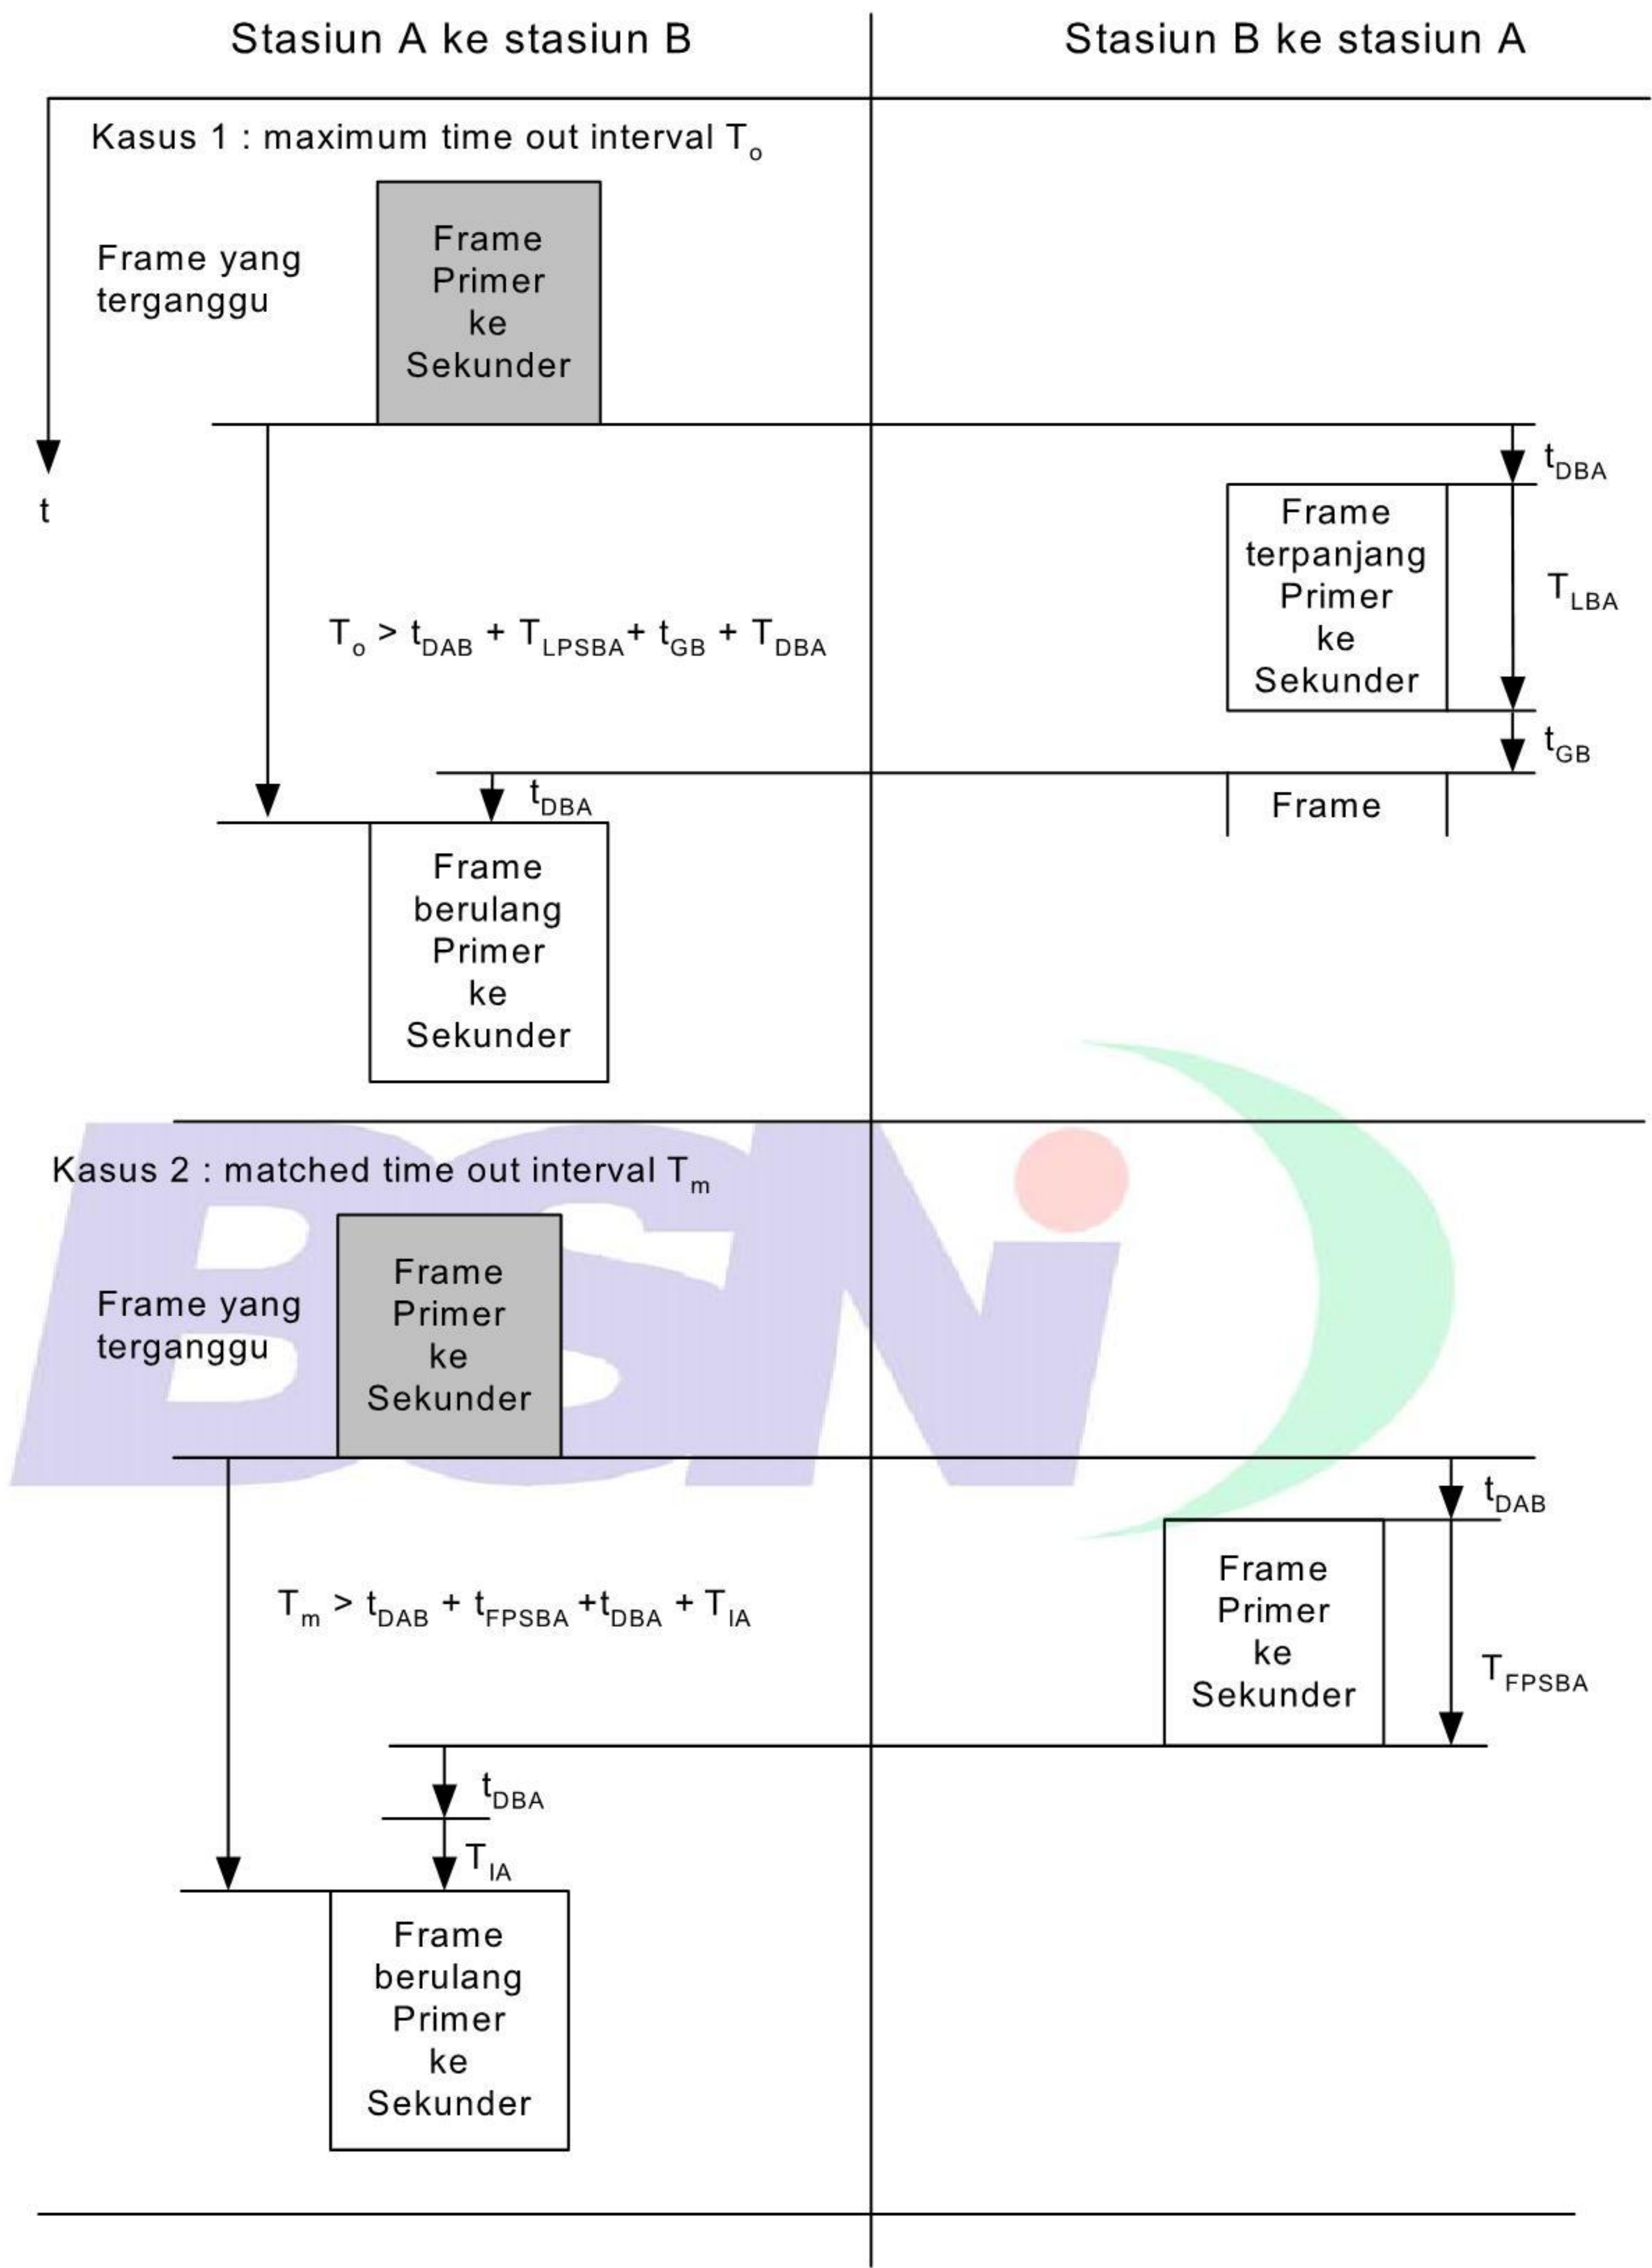 Stasiun A ke stasiun B
Stasiun B ke stasiun A
Kasus 1 : maximum time out interval To
Frame yang
terganggu
Frame
Primer
ke
Sekunder
t
tDBA
Frame
terpanjang
Primer
ke
Sekunder
TLBA
To > tDAB + TLPSBA+ tGB + TDBA
tGB
tDBA
Frame
Frame
berulang
Primer
ke
Sekunder
Kasus 2 : matched time out interval Tm
Frame yang
terganggu
Frame
Primer
ke
Sekunder
tDAB
Frame
Primer
ke
Sekunder
TFPSBA
Tm > tDAB + tFPSBA +tDBA + TIA
tDBA
TIA
Frame
berulang
Primer
ke
Sekunder
BSNi